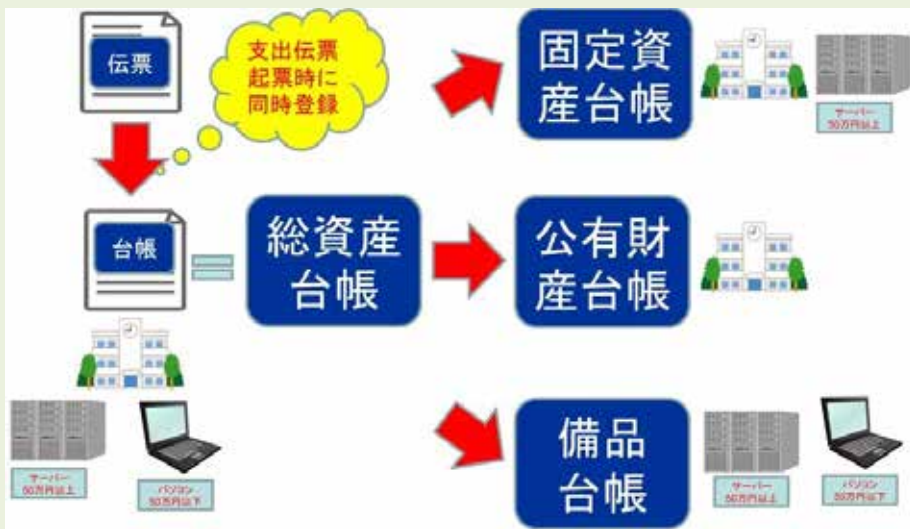 伝票
支出伝票
起票時に
同時登録
固定資
産台帳
サーバー
50万円以上
台帳
=
総資産
台帳
公有財
産台帳
サーバー
50万円以上
パソコン
50万円以下
備品
台帳
サーバー
50万円以上
パソコン
50万円以下